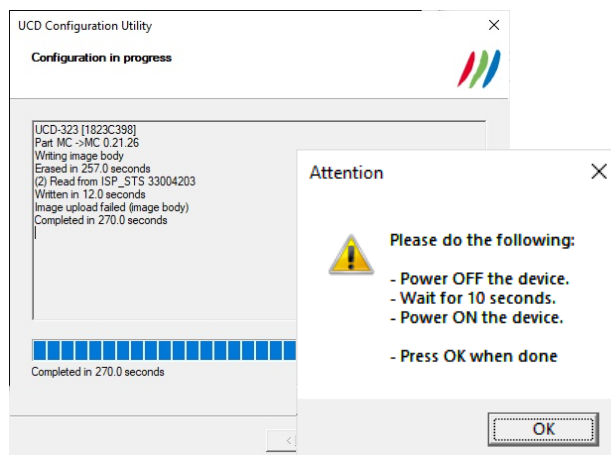 UCD Configuration Utility
Configuration in progress
UCD-323 [1823C398]
Part MC ->MC 0.21.26
Writing image body
Erased in 257.0 seconds
(2) Read from ISP_STS 33004203
Written in 12.0 seconds
Image upload failed (image body)
Completed in 270.0 seconds
Completed in 270.0 seconds
<
Attention
Please do the following:
- Power OFF the device.
- Wait for 10 seconds.
- Power ON the device.
- Press OK when done
OK